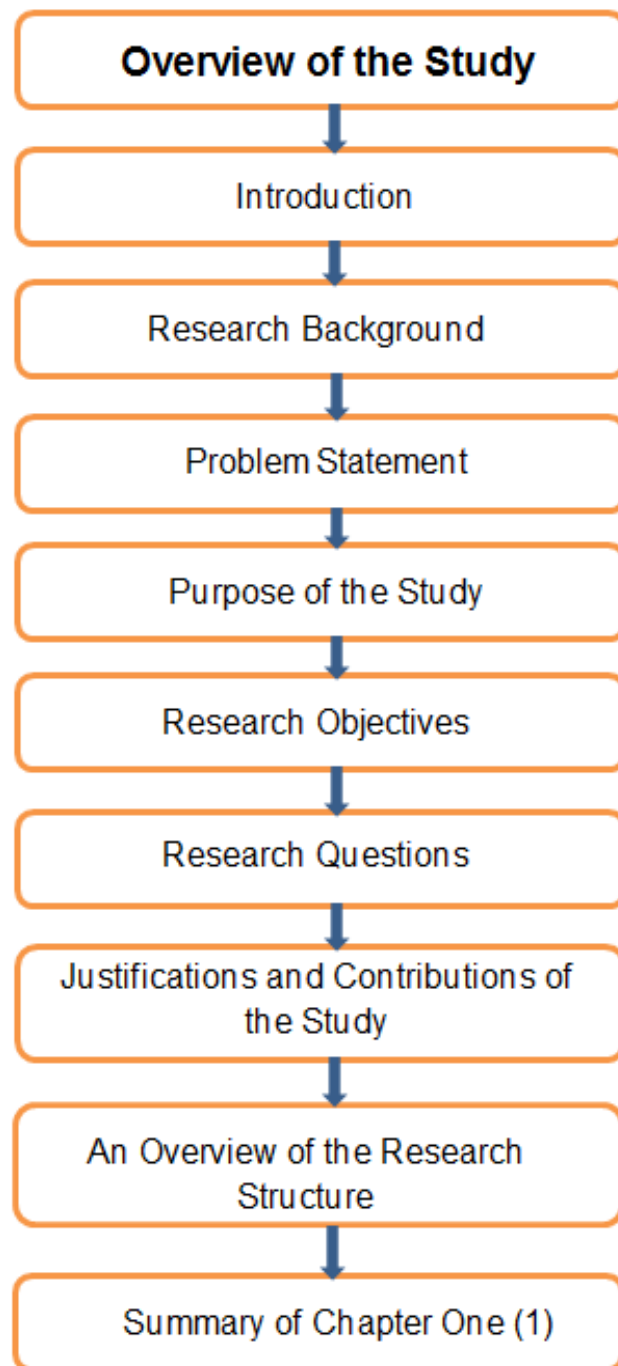 Overview of the Study
Introduction
Research Background
Problem Statement
Purpose of the Study
Research Objectives
Research Questions
Justifications and Contributions of
the Study
An Overview of the Research
Structure
Summary of Chapter One (1)